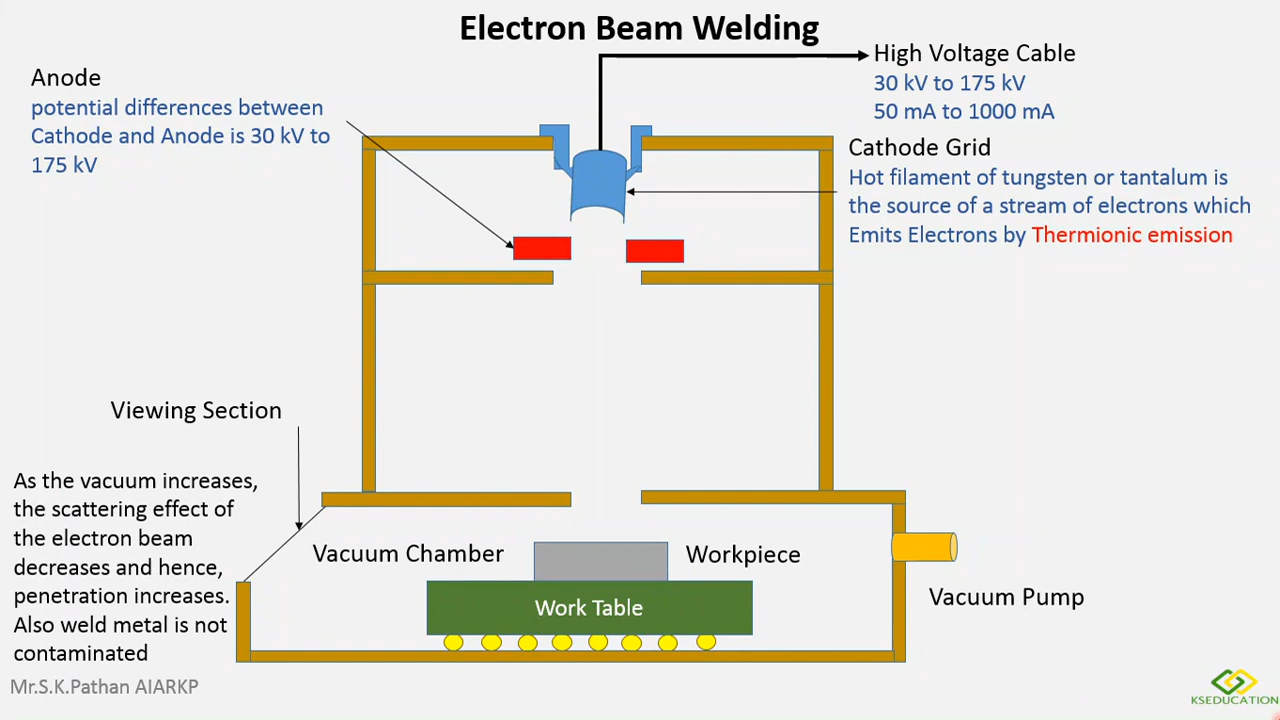 Electron Beam Welding
High Voltage Cable
30 kV to 175 kV
50 mA to 1000 mA
Anode
potential differences between
Cathode and Anode is 30 kV to
175 kV
Cathode Grid
Hot filament of tungsten or tantalum is
the source of a stream of electrons which
Emits Electrons by Thermionic emission
Viewing Section
As the vacuum increases,
the scattering effect of
the electron beam
decreases and hence,
penetration increases.
Also weld metal is not
contaminated
Vacuum Chamber
Workpiece
Work Table
Vacuum Pump
Mr.S.K.Pathan AIARKP
KSEDUCATION